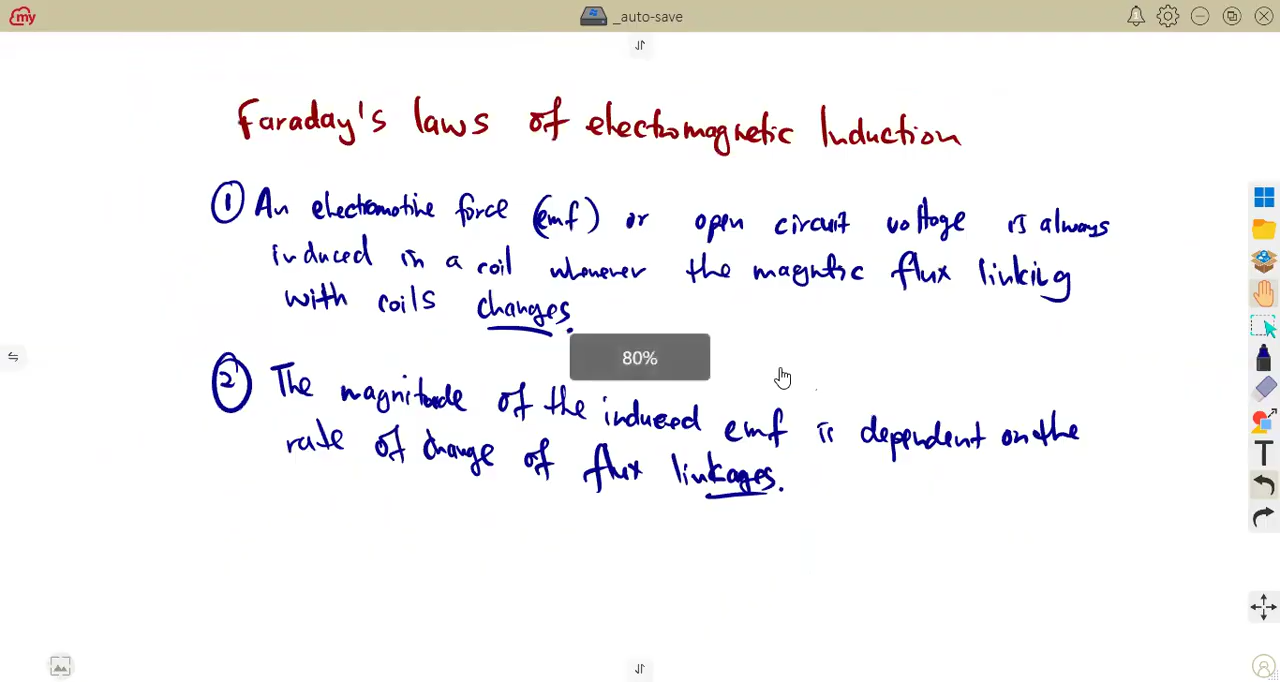 my
_auto-save
Faraday's laws of electromagnetic Induction
① An electromotive force (emf) or open circuit voltage is always
induced in a coil whenever the magnetic flux linking
with coils changes.
80%
② The magnitude of the induced emf is dependent on the
rate of change of flux linkages.
T